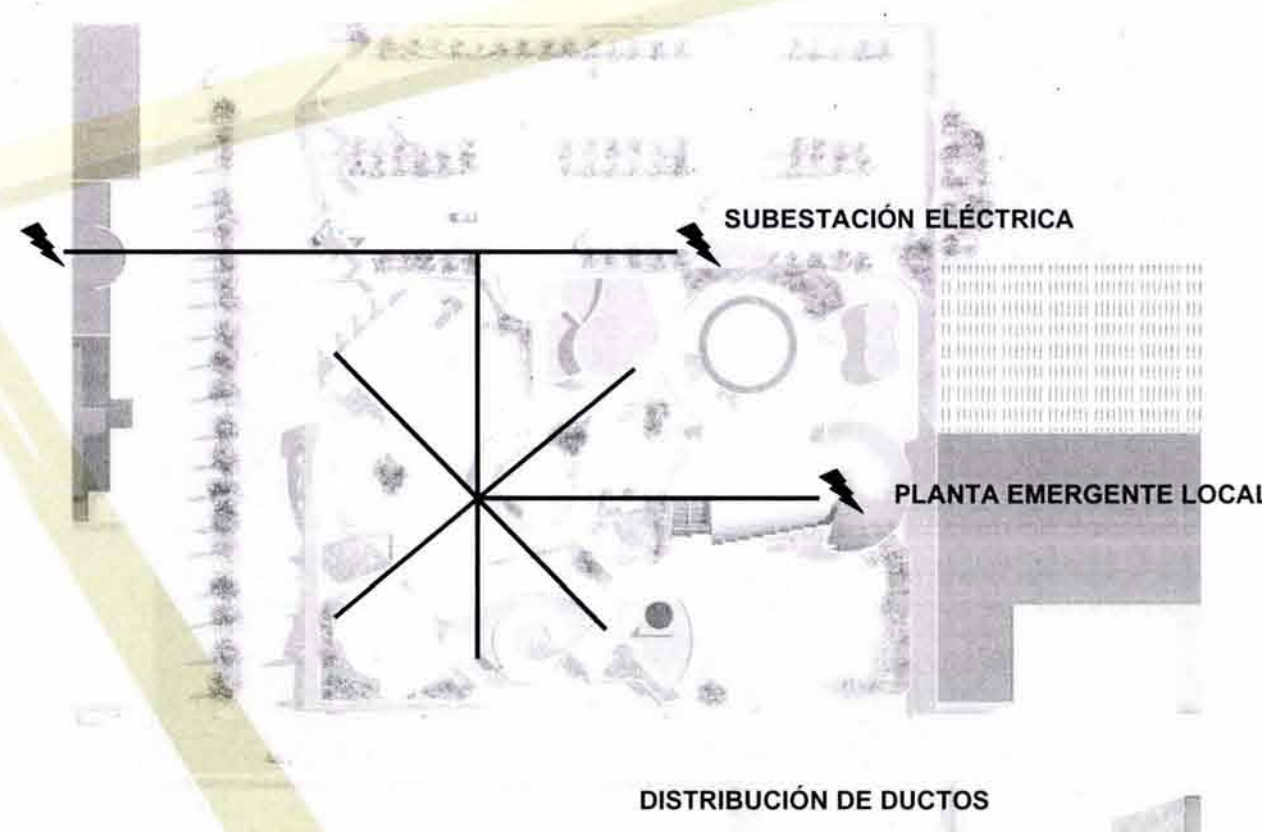 SUBESTACIÓN ELÉCTRICA
PLANTA EMERGENTE LOCAL
DISTRIBUCIÓN DE DUCTOS